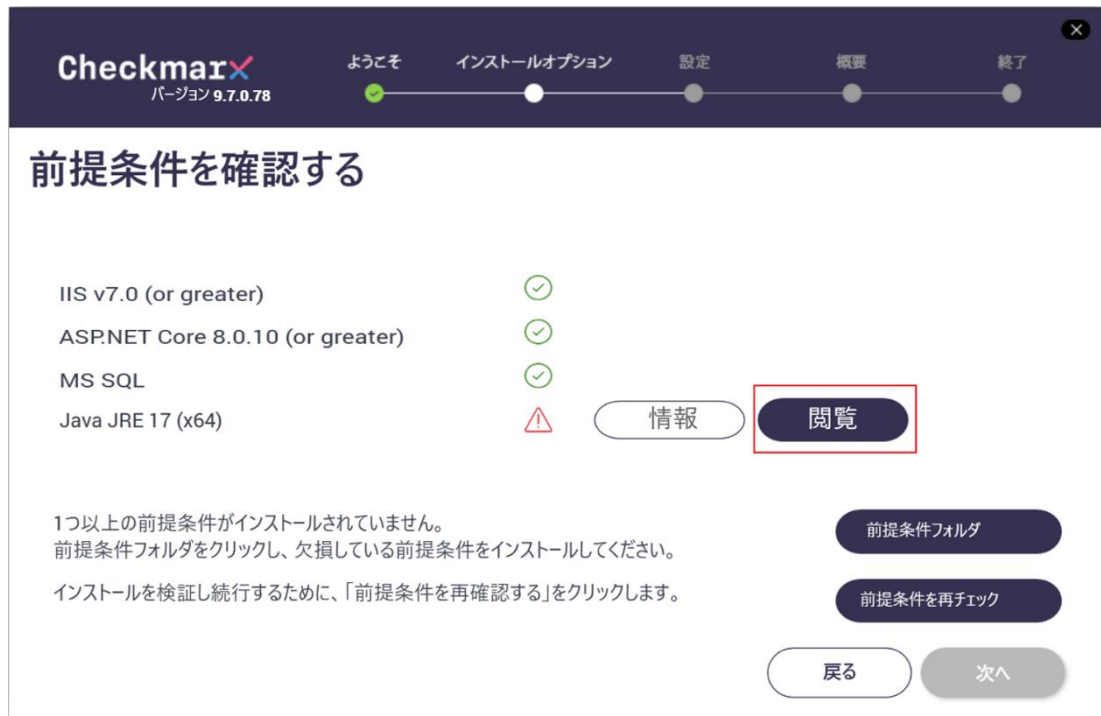 Checkmarx
バージョン 9.7.0.78
ようこそ
インストールオプション
設定
概要
終了
前提条件を確認する
IIS v7.0 (or greater)
ASP.NET Core 8.0.10 (or greater)
MS SQL
Java JRE 17 (x64)
情報
閲覧
1つ以上の前提条件がインストールされていません。
前提条件フォルダをクリックし、欠損している前提条件をインストールしてください。
前提条件フォルダ
インストールを検証し続行するために、「前提条件を再確認する」をクリックします。
前提条件を再チェック
戻る
次へ